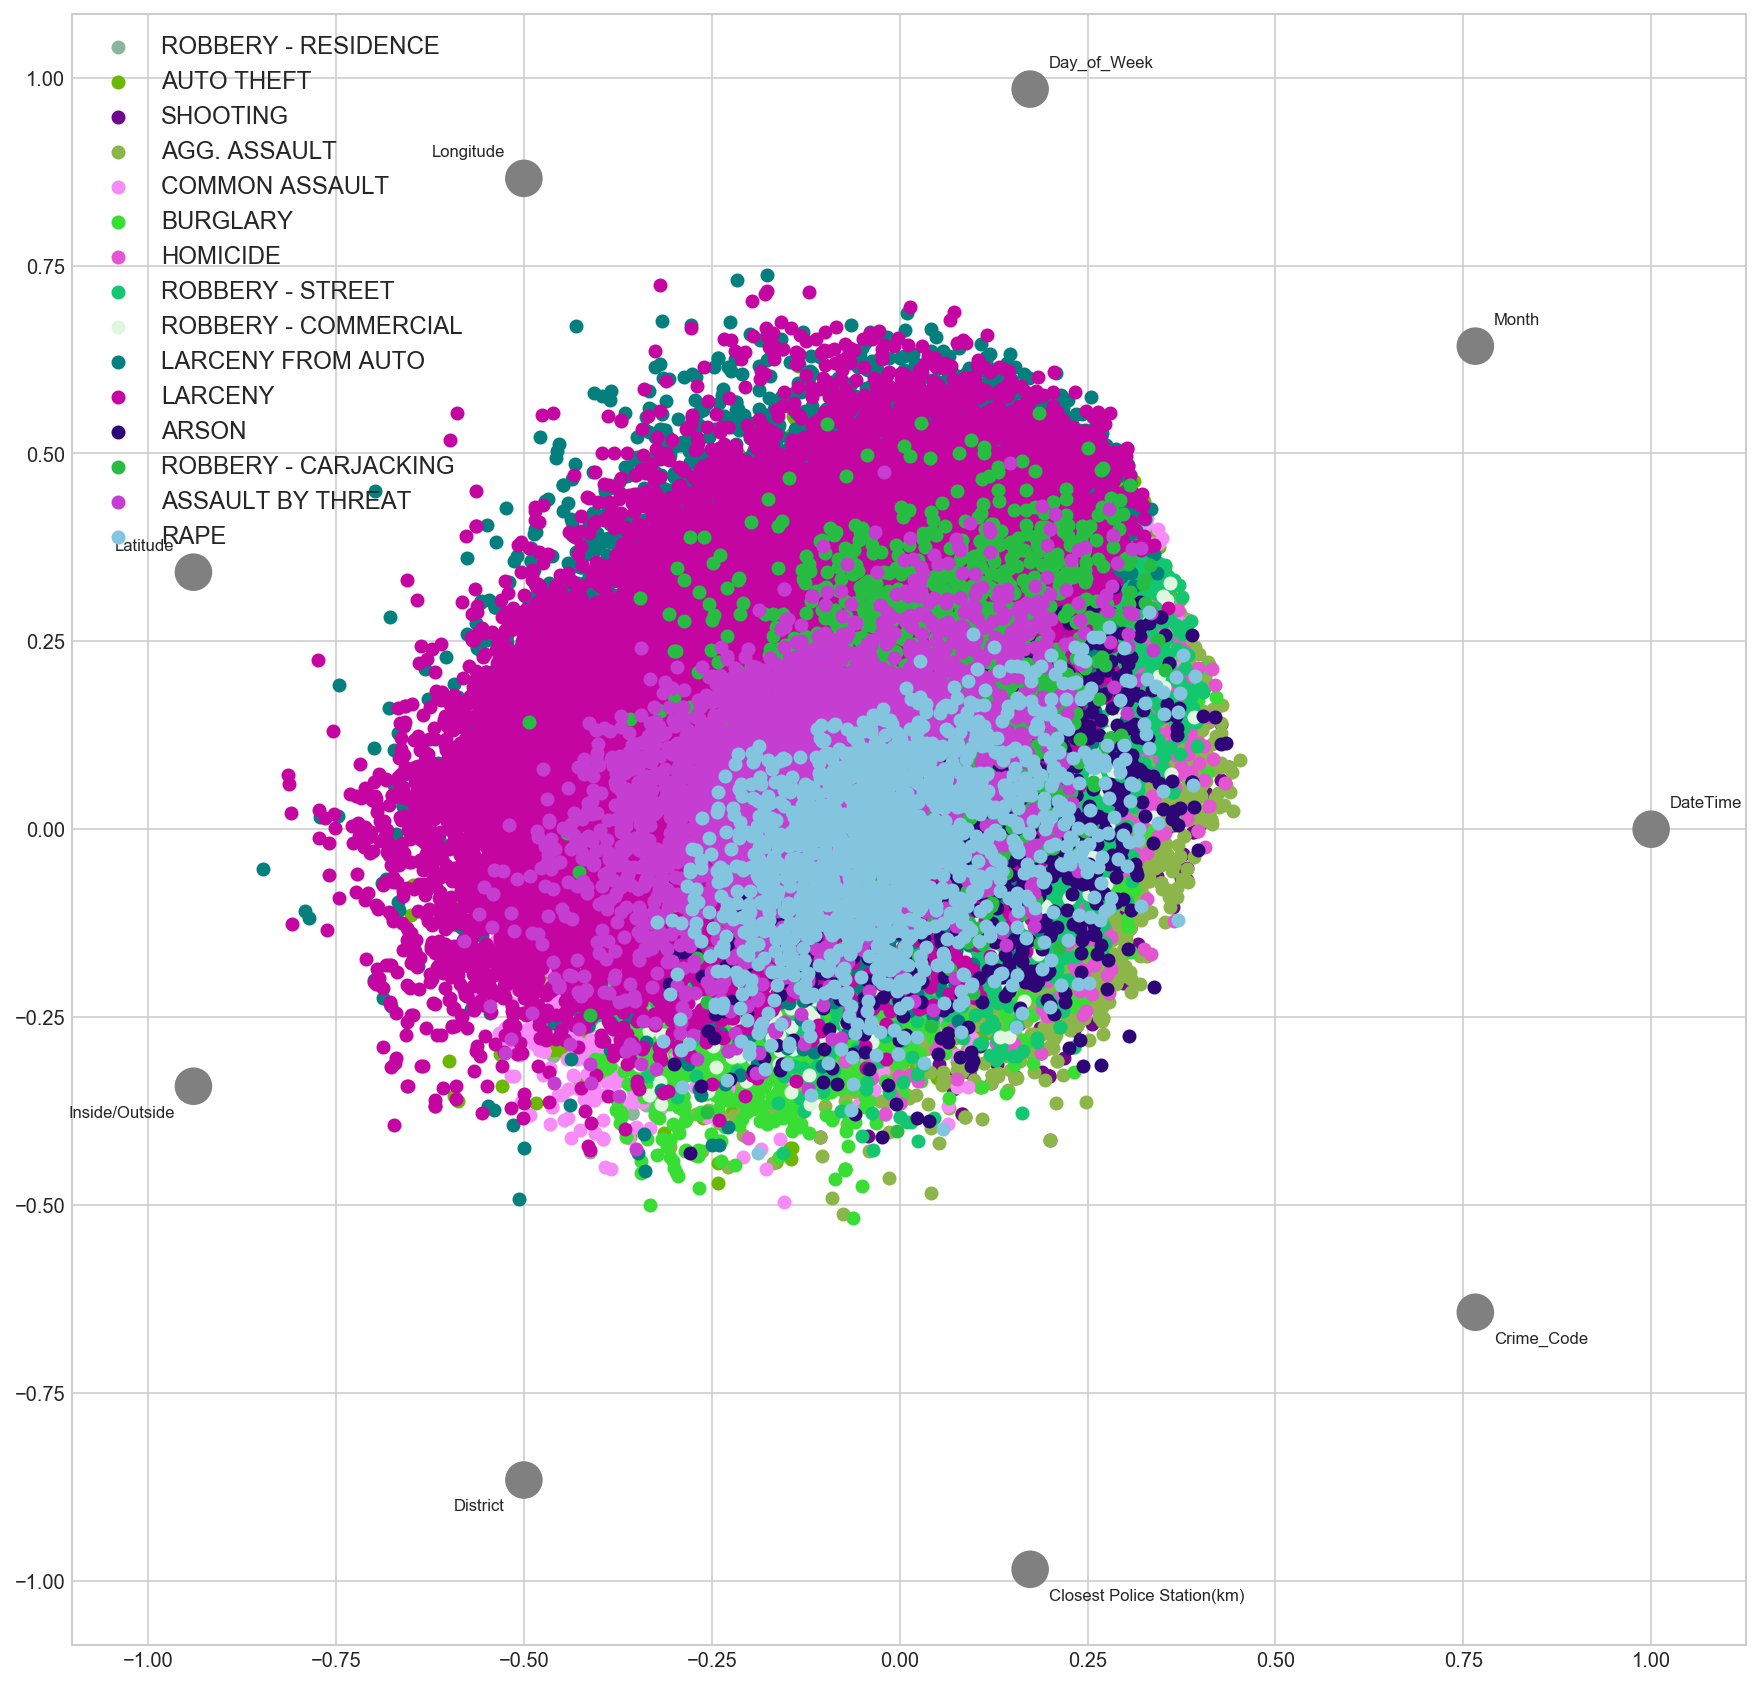 ROBBERY - RESIDENCE
AUTO THEFT
SHOOTING
AGG. ASSAULT
COMMON ASSAULT
BURGLARY
HOMICIDE
ROBBERY - STREET
ROBBERY - COMMERCIAL
LARCENY FROM AUTO
LARCENY
ARSON
ROBBERY - CARJACKING
ASSAULT BY THREAT
RAPE
Day_of_Week
Longitude
Month
Latitude
DateTime
Inside/Outside
Crime_Code
District
Closest Police Station(km)
1.00
0.75
0.50
0.25
0.00
−0.25
−0.50
−0.75
−1.00
−1.00 −0.75 −0.50 −0.25 0.00 0.25 0.50 0.75 1.00